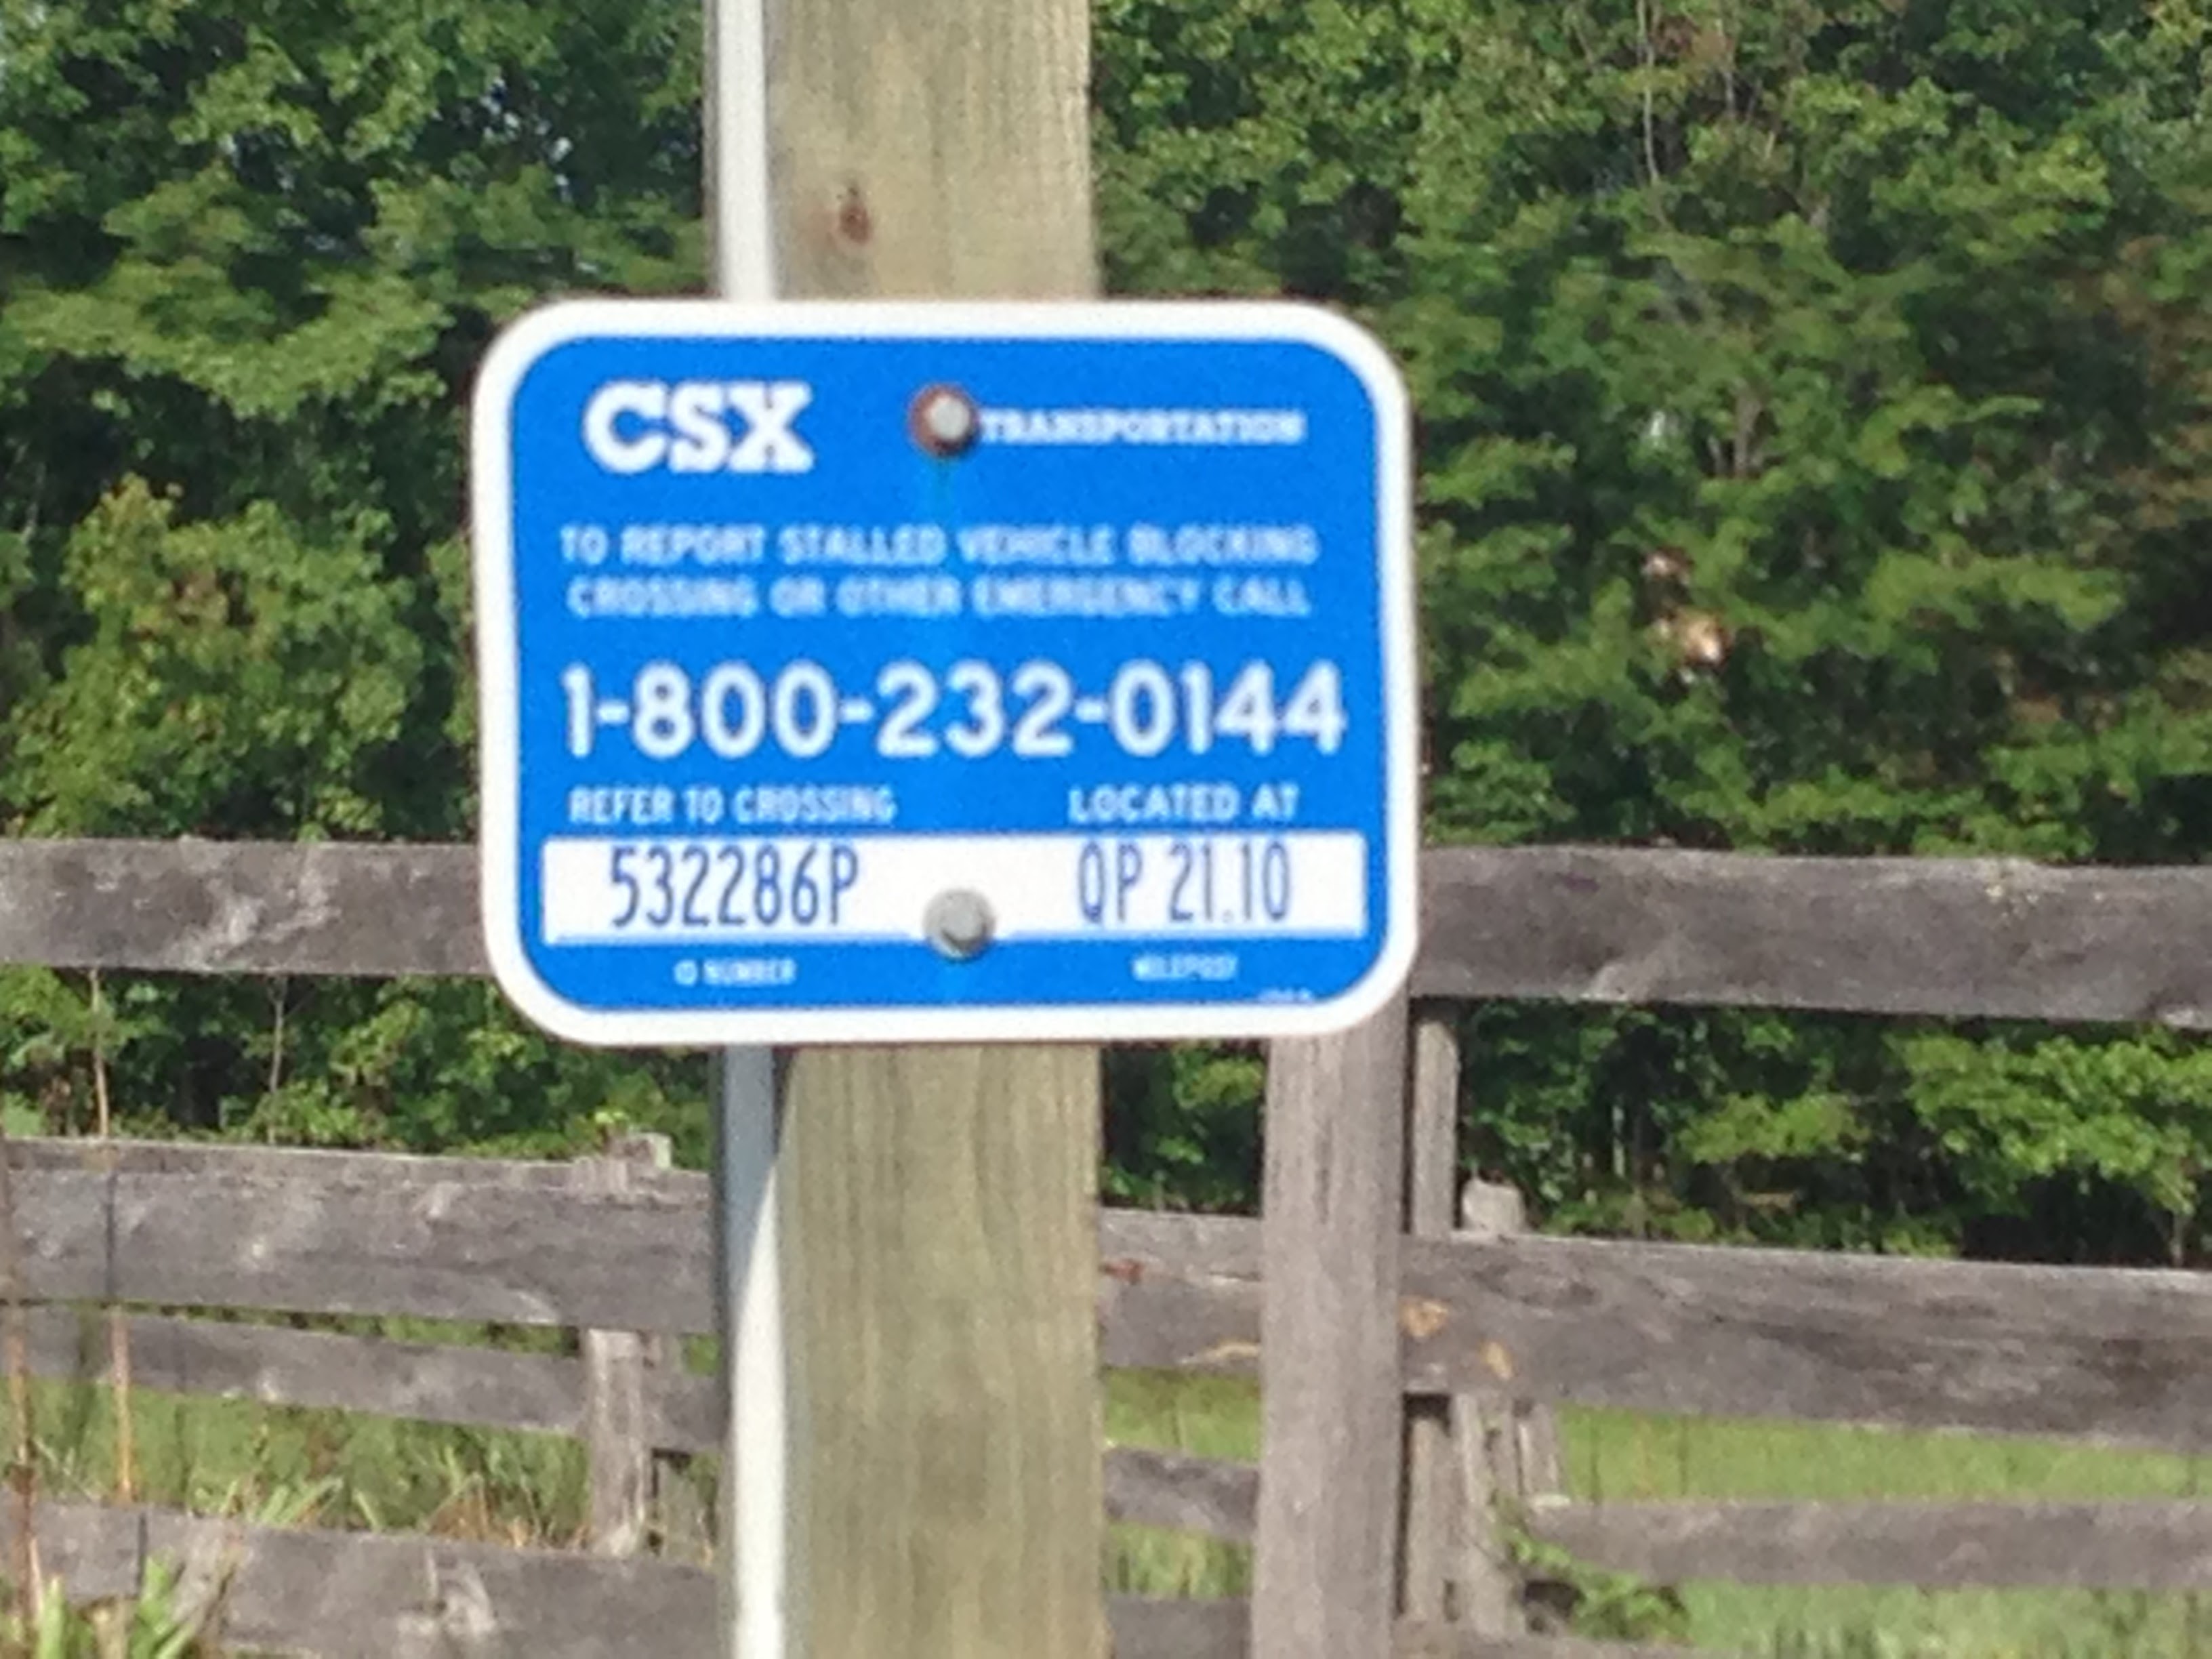 CSX TRANSPORTATION
TO REPORT STALLED VEHICLE BLOCKING
CROSSING OR OTHER EMERGENCY CALL
1-800-232-0144
REFER TO CROSSING LOCATED AT
532286P QP 21.10
ID NUMBER MILEPOST